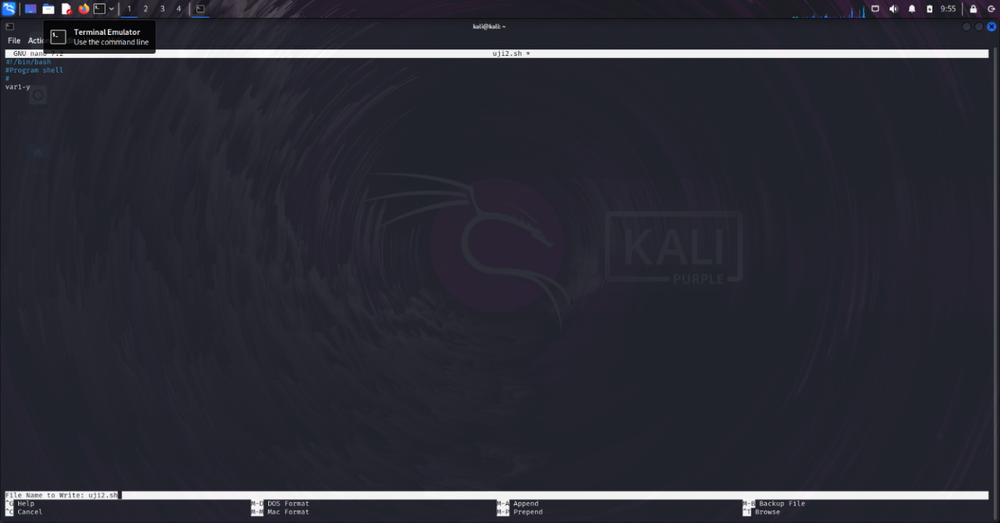 1 2 3 4
9:55
kali@kali: ~
Terminal Emulator
Use the command line
File Action Edit
GNU nano 7.2 uji2.sh *
#!/bin/bash
#Program shell
#
var1-y
KALI
PURPLE
File Name to Write: uji2.sh
^G Help M-D DOS Format M-A Append M-B Backup File
^C Cancel M-M Mac Format M-P Prepend ^T Browse